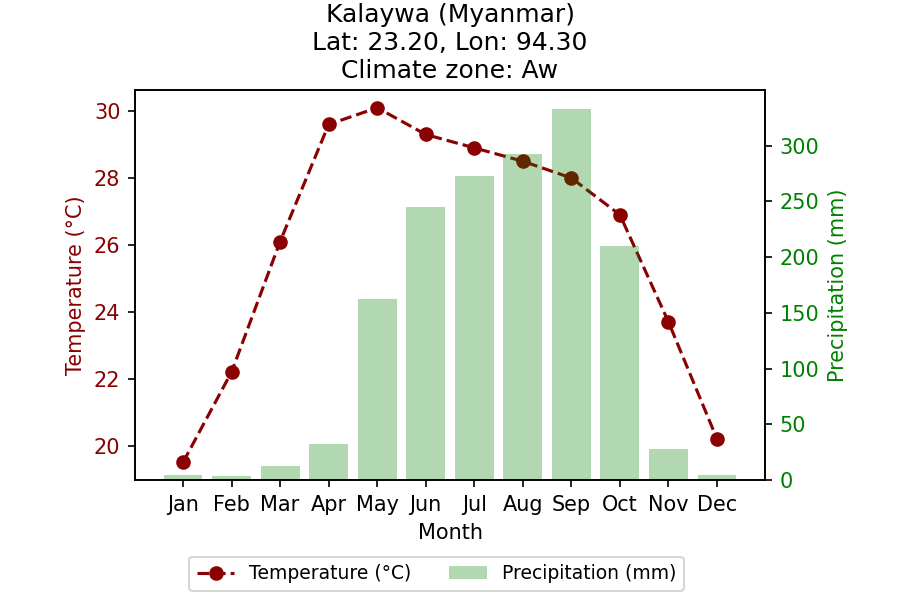 Kalaywa (Myanmar)
Lat: 23.20, Lon: 94.30
Climate zone: Aw
Temperature (°C)
30
28
26
24
22
20
300
250
200
150
100
50
0
Precipitation (mm)
Jan Feb Mar Apr May Jun Jul Aug Sep Oct Nov Dec
Month
Temperature (°C) Precipitation (mm)